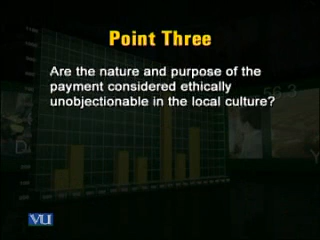 Point Three
Are the nature and purpose of the
payment considered ethically
unobjectionable in the local culture?
VU